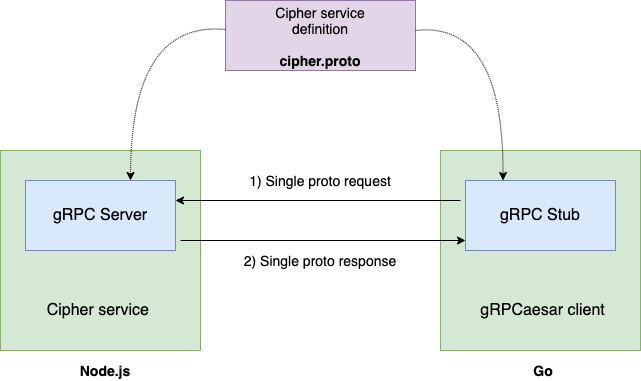 Cipher service
definition
cipher.proto
1) Single proto request
gRPC Server
gRPC Stub
2) Single proto response
Cipher service
gRPCaesar client
Node.js
Go